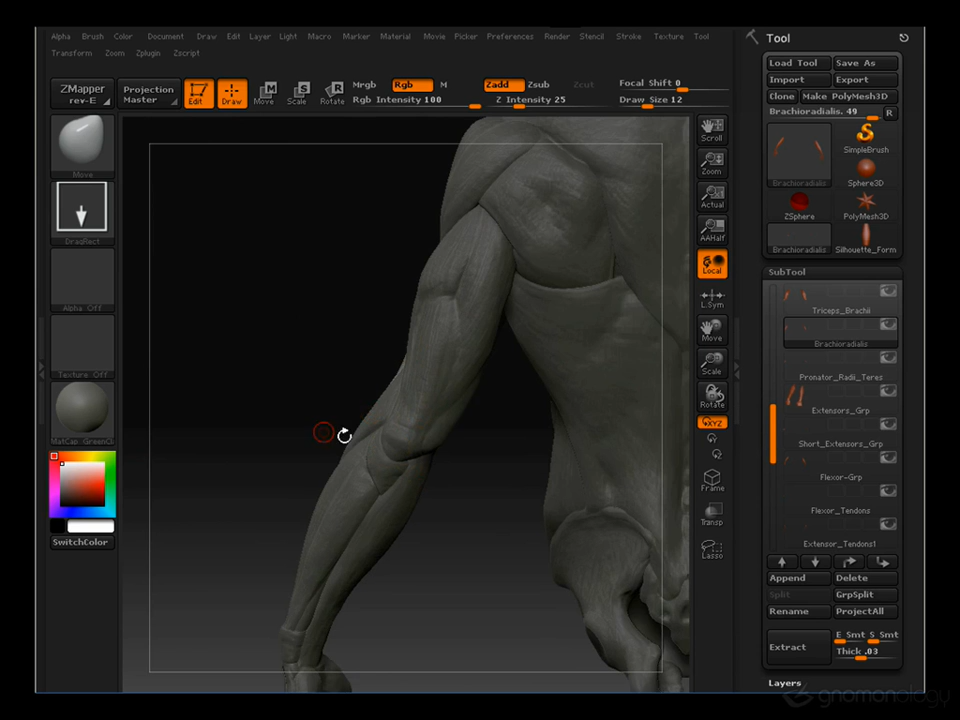 Alpha Brush Color Document Draw Edit Layer Light Macro Marker Material Movie Picker Preferences Render Stencil Stroke Texture Tool
Transform Zoom Zplugin Zscript
ZMapper
rev-E
Projection
Master
Edit
Draw
Move
Scale
Rotate
Mrgb Rgb M
Rgb Intensity 100
Zadd Zsub Zcut
Z Intensity 25
Focal Shift 0
Draw Size 12
Move
DragRect
Alpha Off
Texture Off
SwitchColor
Scroll
Zoom
Actual
AAHalf
Local
L.Sym
Move
Scale
Rotate
XYZ
Frame
Transp
Lasso
Tool
Load Tool Save As
Import Export
Clone Make PolyMesh3D
Brachioradialis. 49 R
Brachioradialis
SimpleBrush
Sphere3D
ZSphere
PolyMesh3D
Brachioradialis
Silhouette_Form
SubTool
Triceps_Brachii
Brachioradialis
Pronator_Radii_Teres
Extensors_Grp
Short_Extensors_Grp
Flexor-Grp
Flexor_Tendons
Extensor_Tendons1
Append Delete
Split GrpSplit
Rename ProjectAll
Extract
E Smt S Smt
Thick .03
Layers
gnomonology